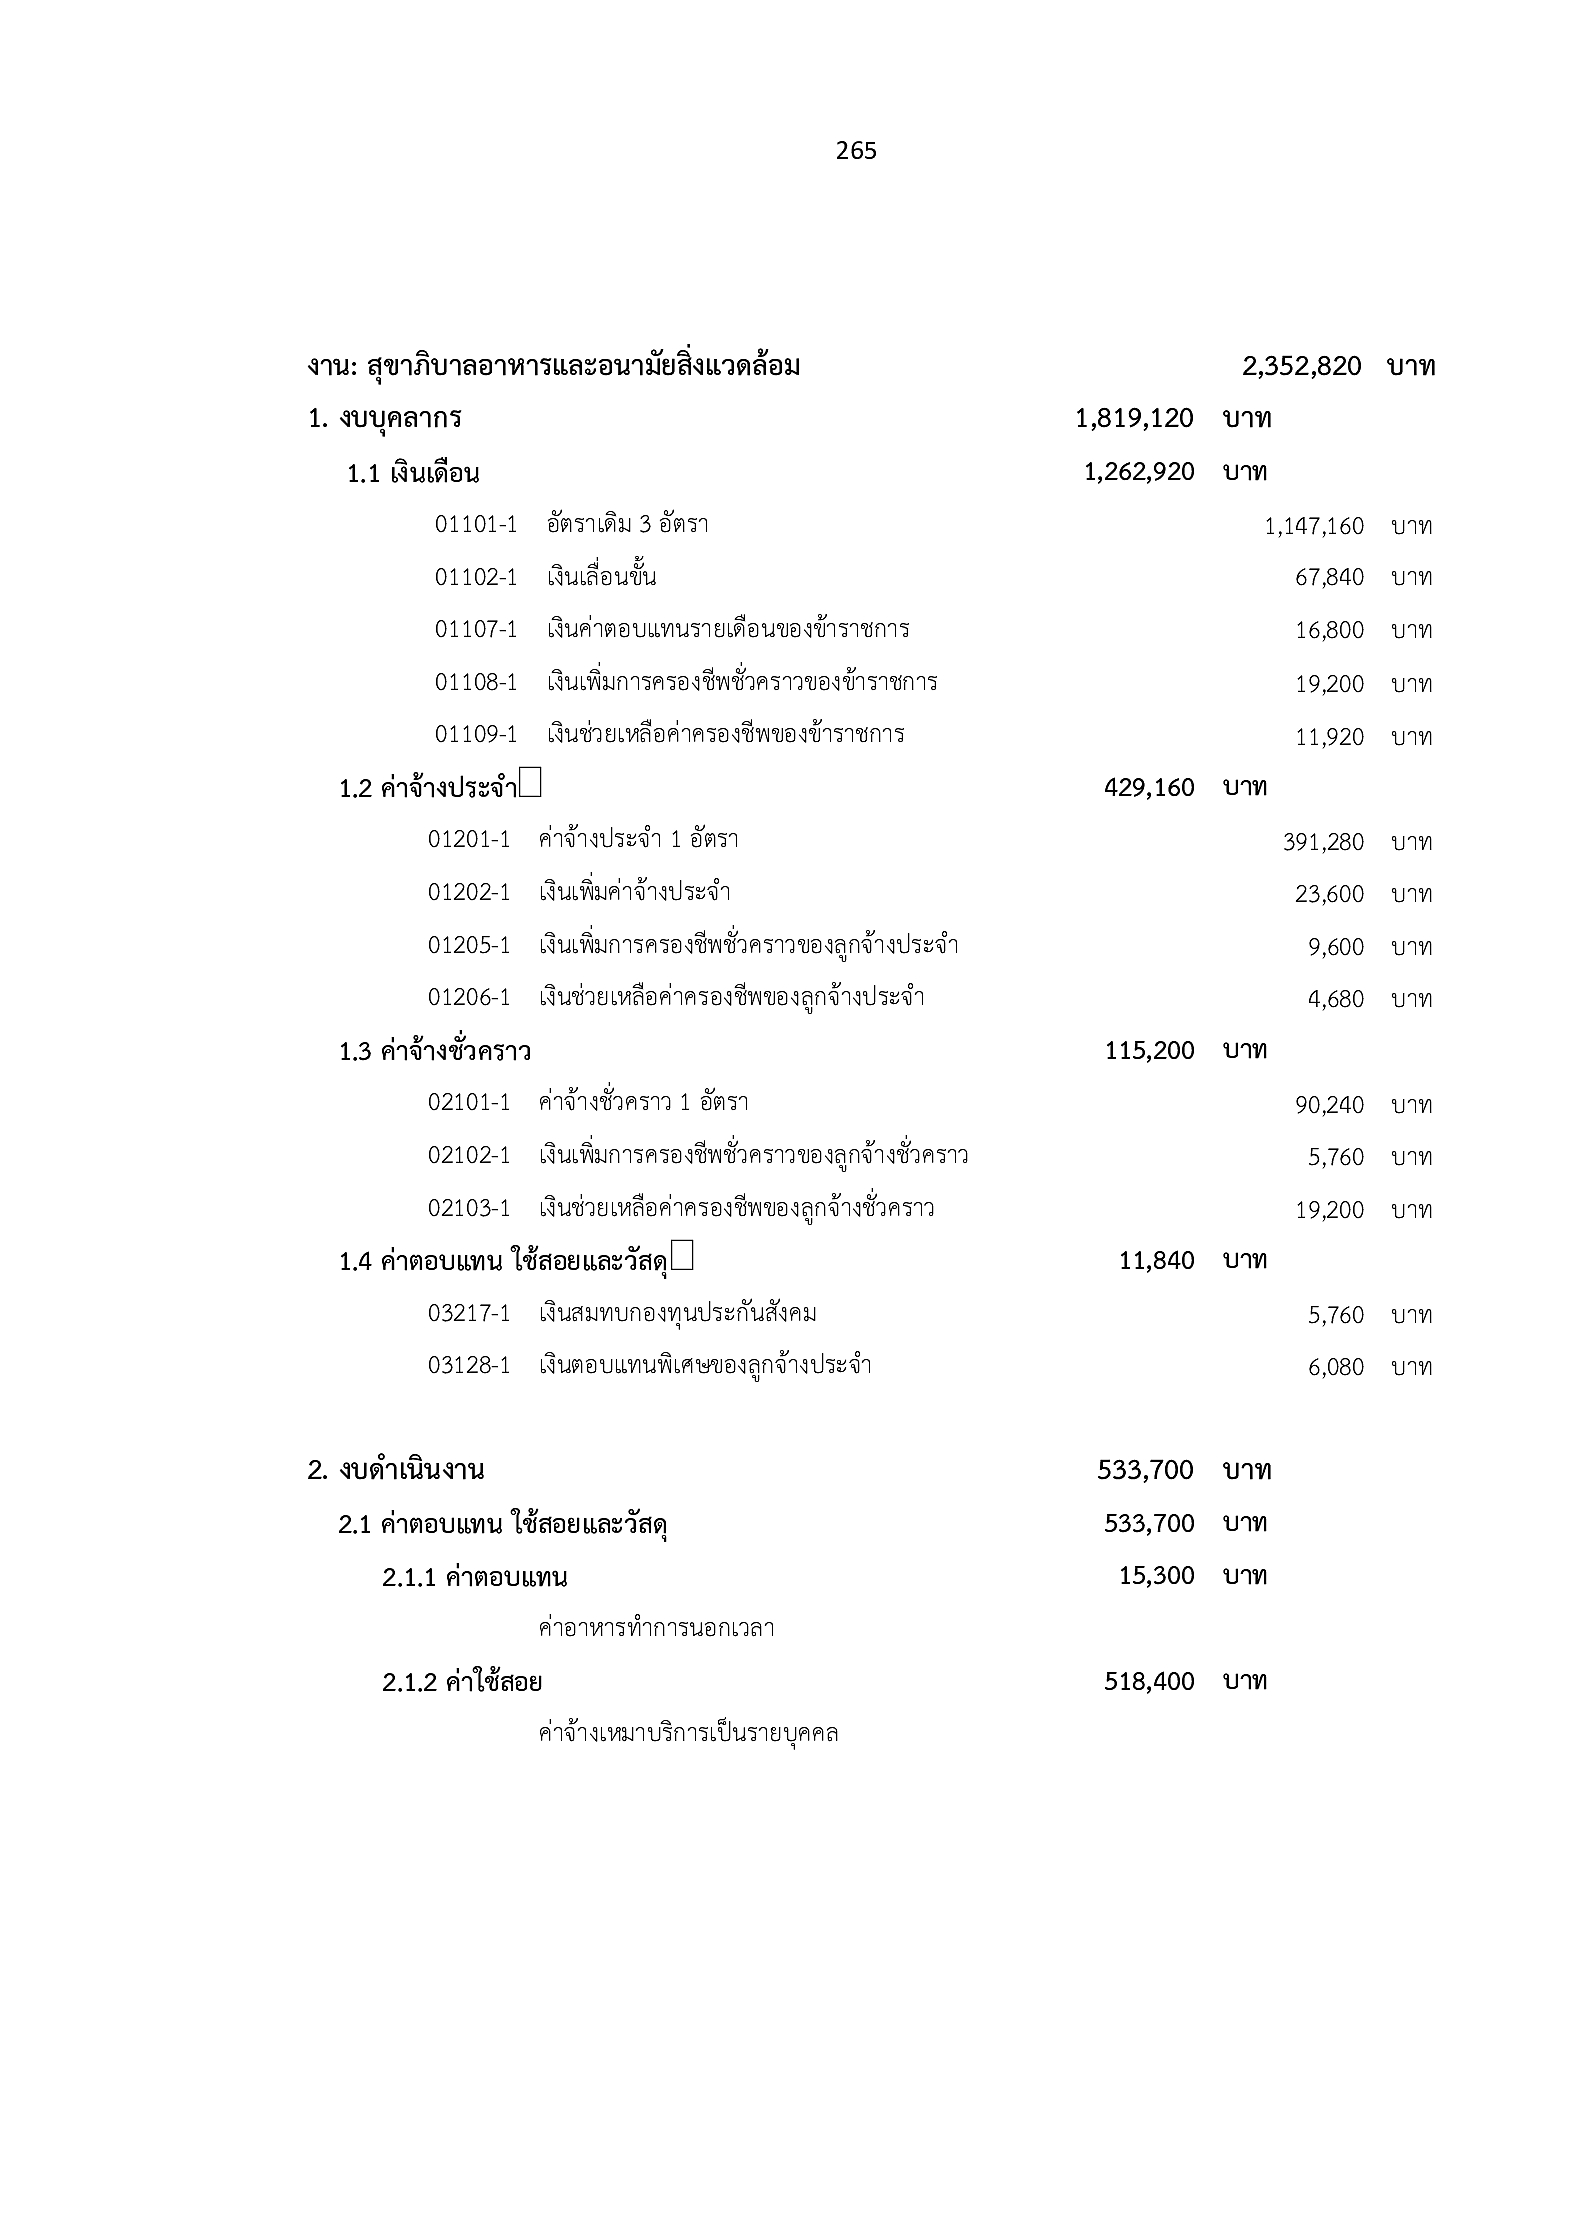 265
งาน: สุขาภิบาลอาหารและอนามัยสิ่งแวดล้อม 2,352,820 บาท
1. งบบุคลากร 1,819,120 บาท
1.1 เงินเดือน 1,262,920 บาท
01101-1 อัตราเดิม 3 อัตรา 1,147,160 บาท
01102-1 เงินเลื่อนขั้น 67,840 บาท
01107-1 เงินค่าตอบแทนรายเดือนของข้าราชการ 16,800 บาท
01108-1 เงินเพิ่มการครองชีพชั่วคราวของข้าราชการ 19,200 บาท
01109-1 เงินช่วยเหลือค่าครองชีพของข้าราชการ 11,920 บาท
1.2 ค่าจ้างประจำ 429,160 บาท
01201-1 ค่าจ้างประจำ 1 อัตรา 391,280 บาท
01202-1 เงินเพิ่มค่าจ้างประจำ 23,600 บาท
01205-1 เงินเพิ่มการครองชีพชั่วคราวของลูกจ้างประจำ 9,600 บาท
01206-1 เงินช่วยเหลือค่าครองชีพของลูกจ้างประจำ 4,680 บาท
1.3 ค่าจ้างชั่วคราว 115,200 บาท
02101-1 ค่าจ้างชั่วคราว 1 อัตรา 90,240 บาท
02102-1 เงินเพิ่มการครองชีพชั่วคราวของลูกจ้างชั่วคราว 5,760 บาท
02103-1 เงินช่วยเหลือค่าครองชีพของลูกจ้างชั่วคราว 19,200 บาท
1.4 ค่าตอบแทน ใช้สอยและวัสดุ 11,840 บาท
03217-1 เงินสมทบกองทุนประกันสังคม 5,760 บาท
03128-1 เงินตอบแทนพิเศษของลูกจ้างประจำ 6,080 บาท
2. งบดำเนินงาน 533,700 บาท
2.1 ค่าตอบแทน ใช้สอยและวัสดุ 533,700 บาท
2.1.1 ค่าตอบแทน 15,300 บาท
ค่าอาหารทำการนอกเวลา
2.1.2 ค่าใช้สอย 518,400 บาท
ค่าจ้างเหมาบริการเป็นรายบุคคล